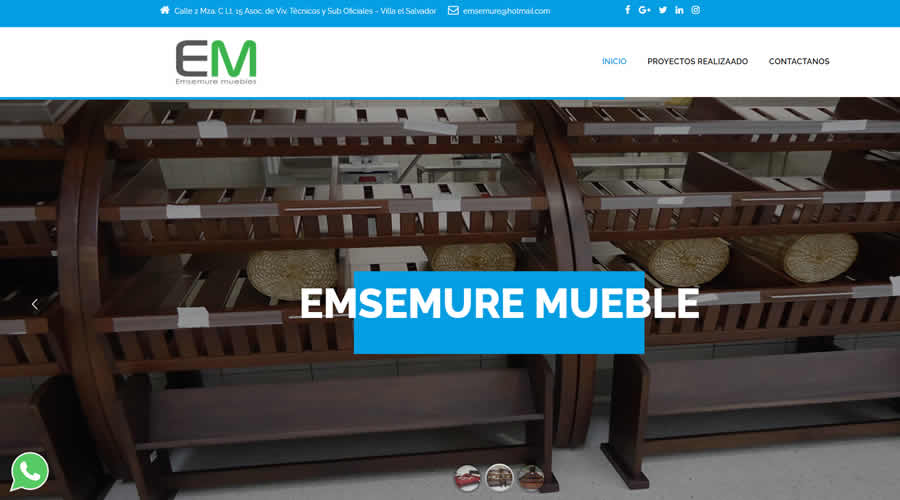 Calle 2 Mza. C Lt. 15 Asoc. de Viv. Técnicos y Sub Oficiales - Villa el Salvador emsemure@hotmail.com
EM
Emsemure muebles
INICIO PROYECTOS REALIZAADO CONTACTANOS
EMSEMURE MUEBLE